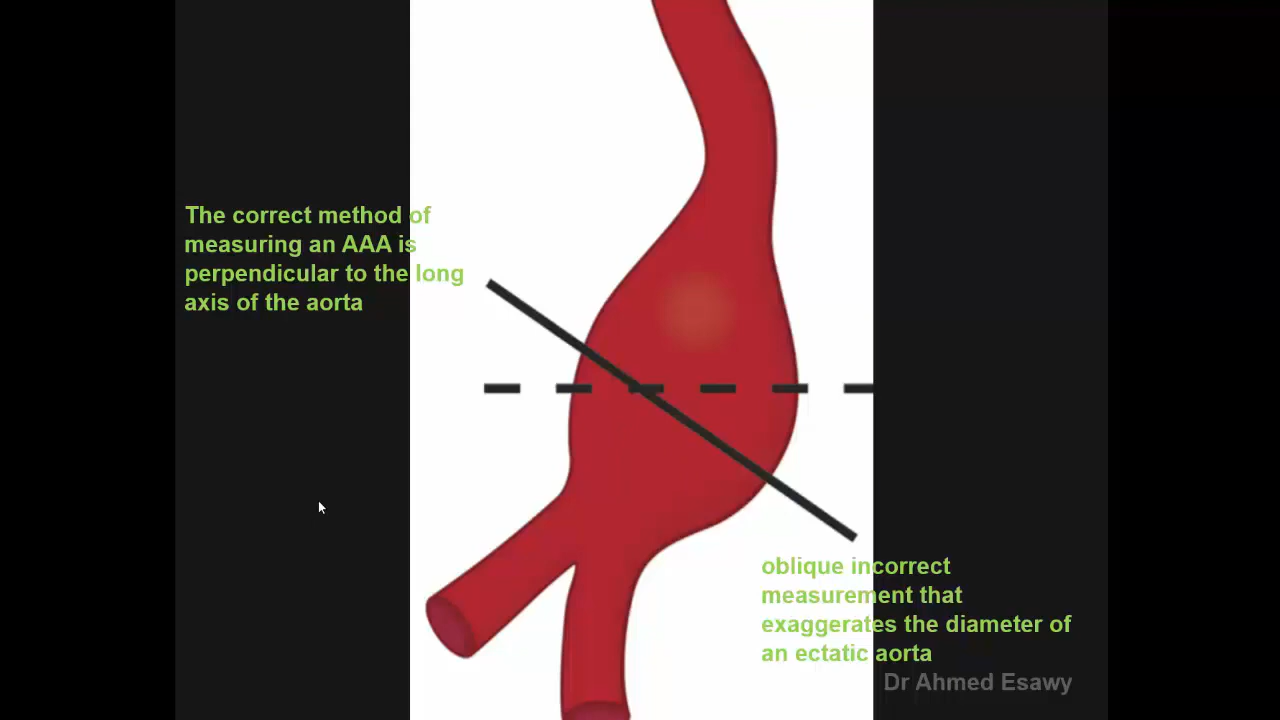 The correct method of
measuring an AAA is
perpendicular to the long
axis of the aorta
oblique incorrect
measurement that
exaggerates the diameter of
an ectatic aorta
Dr Ahmed Esawy